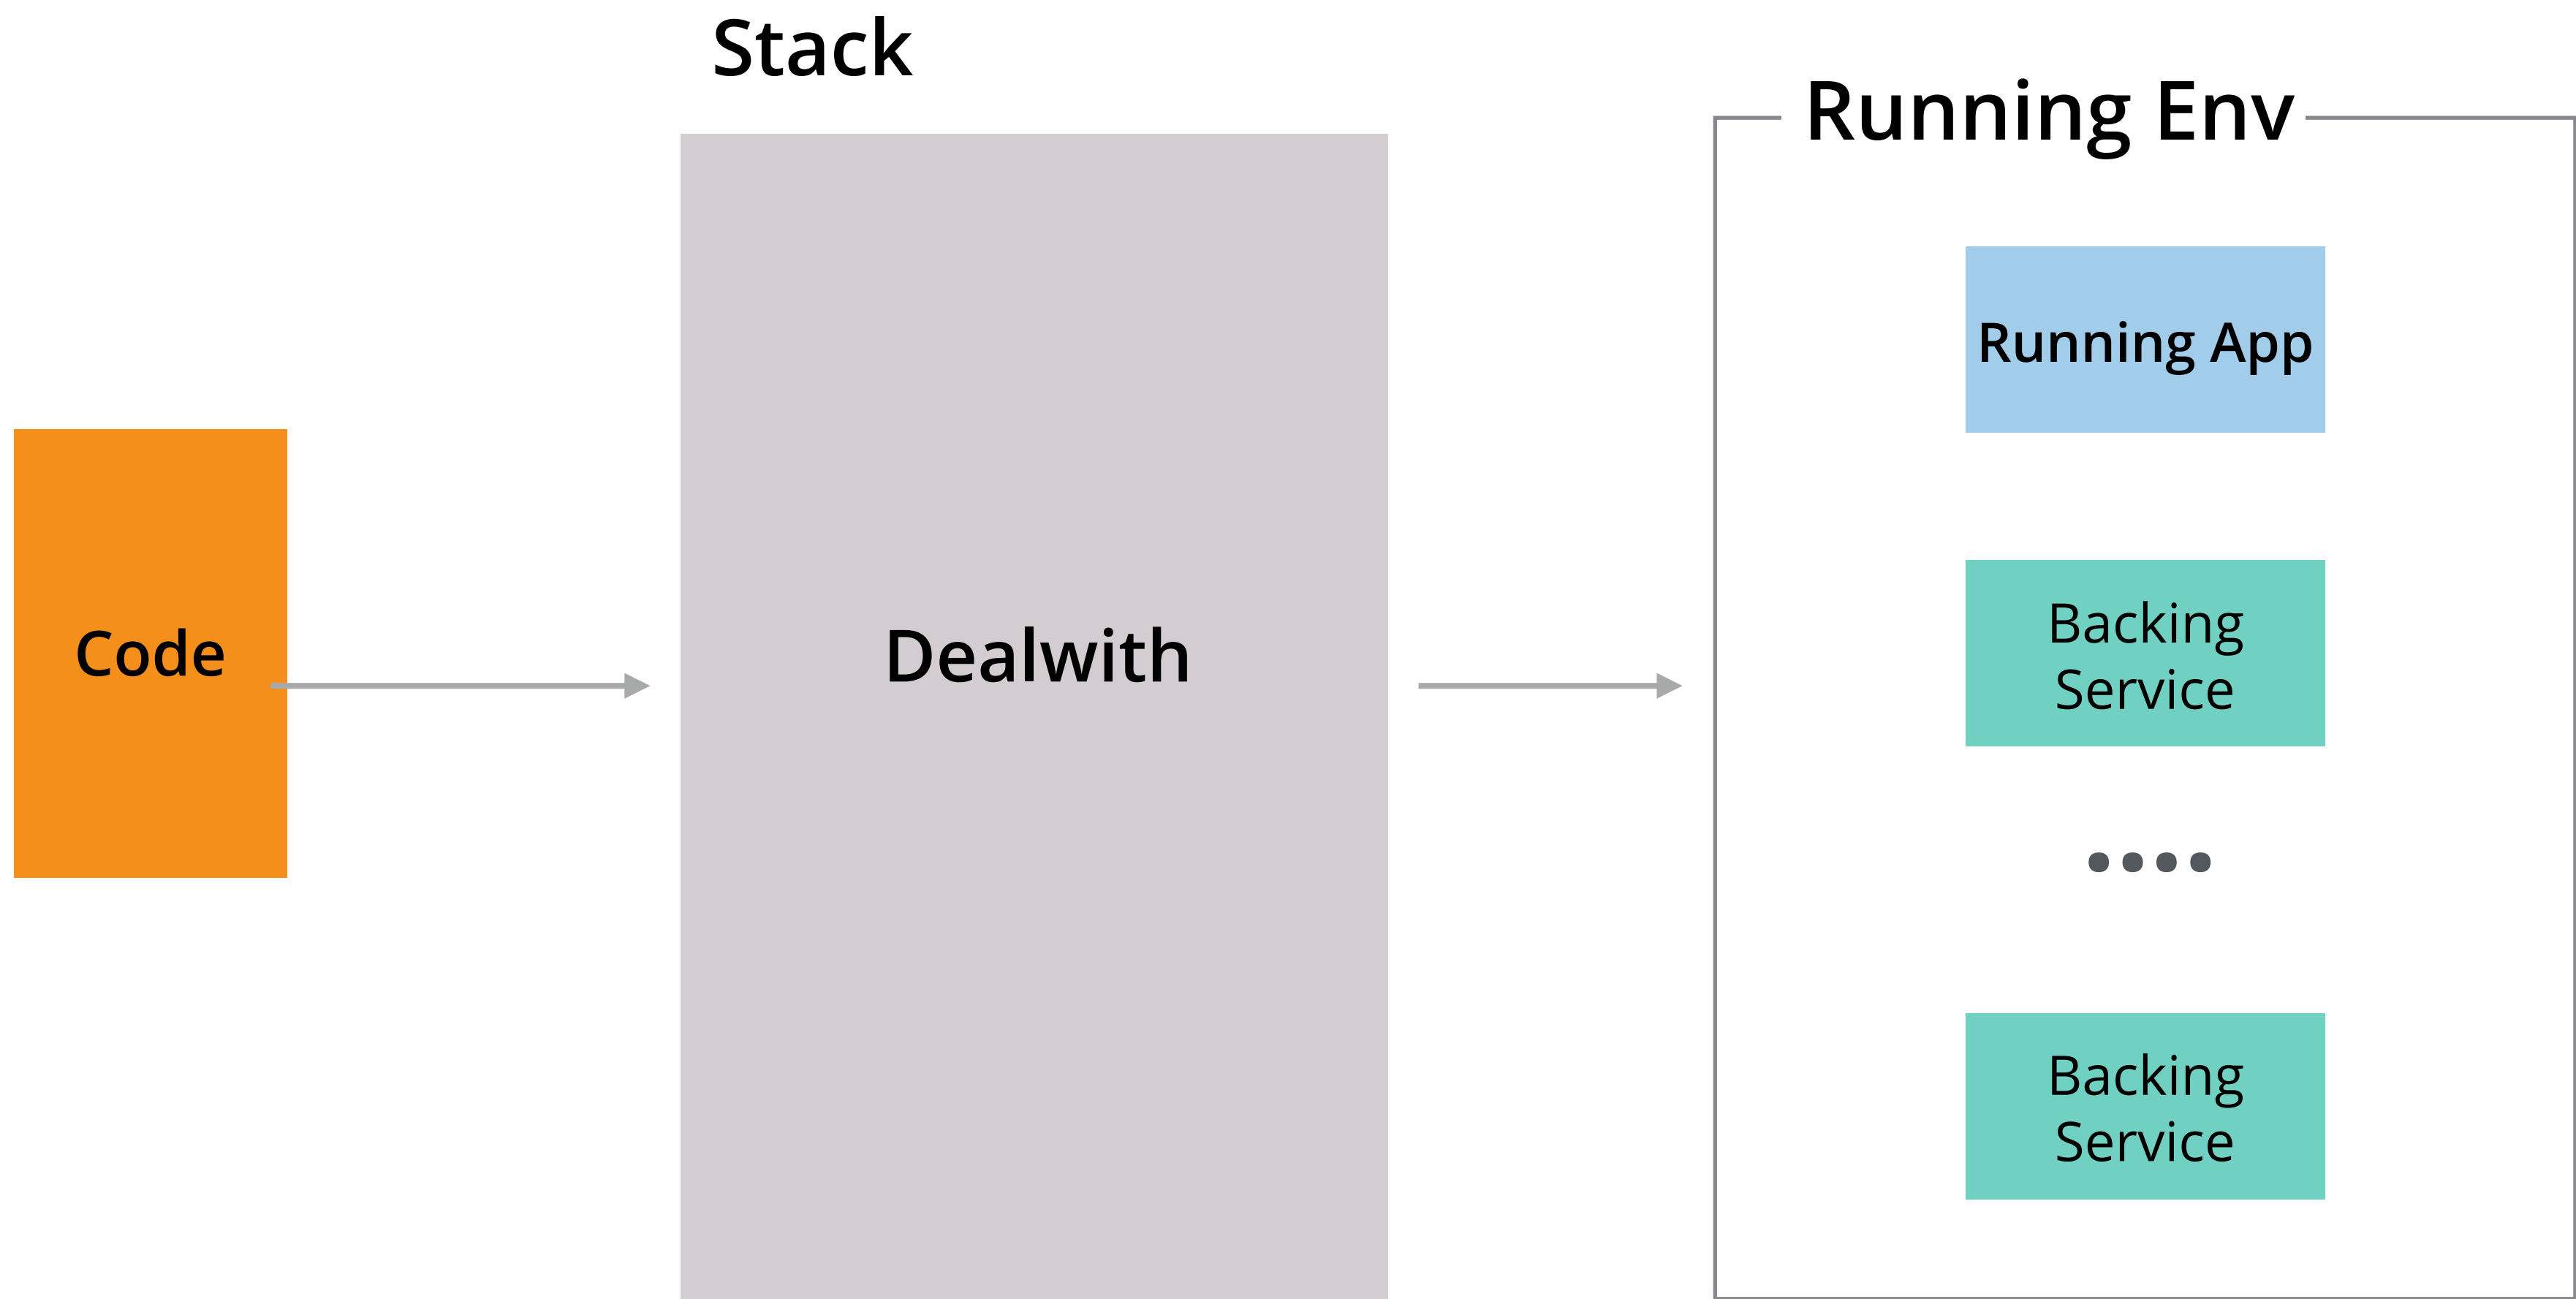 Stack
Running Env
Running App
Code
Dealwith
Backing
Service
....
Backing
Service